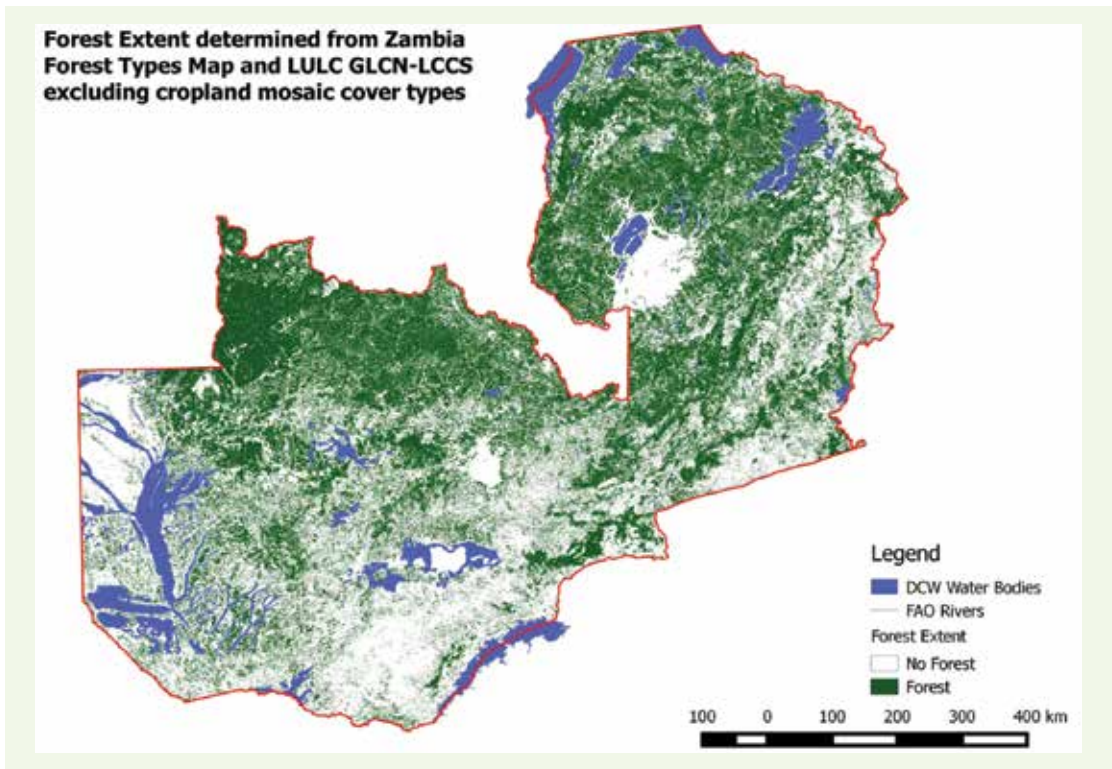 Forest Extent determined from Zambia
Forest Types Map and LULC GLCN-LCCS
excluding cropland mosaic cover types
Legend
DCW Water Bodies
FAO Rivers
Forest Extent
No Forest
Forest
100 0 100 200 300 400 km